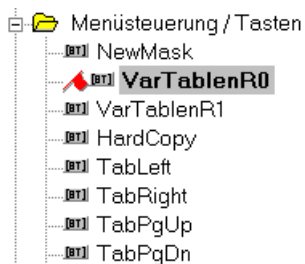 Menüsteuerung / Tasten
[BT] NewMask
[BT] VarTablenR0
[BT] VarTablenR1
[BT] HardCopy
[BT] TabLeft
[BT] TabRight
[BT] TabPgUp
[BT] TabPgDn